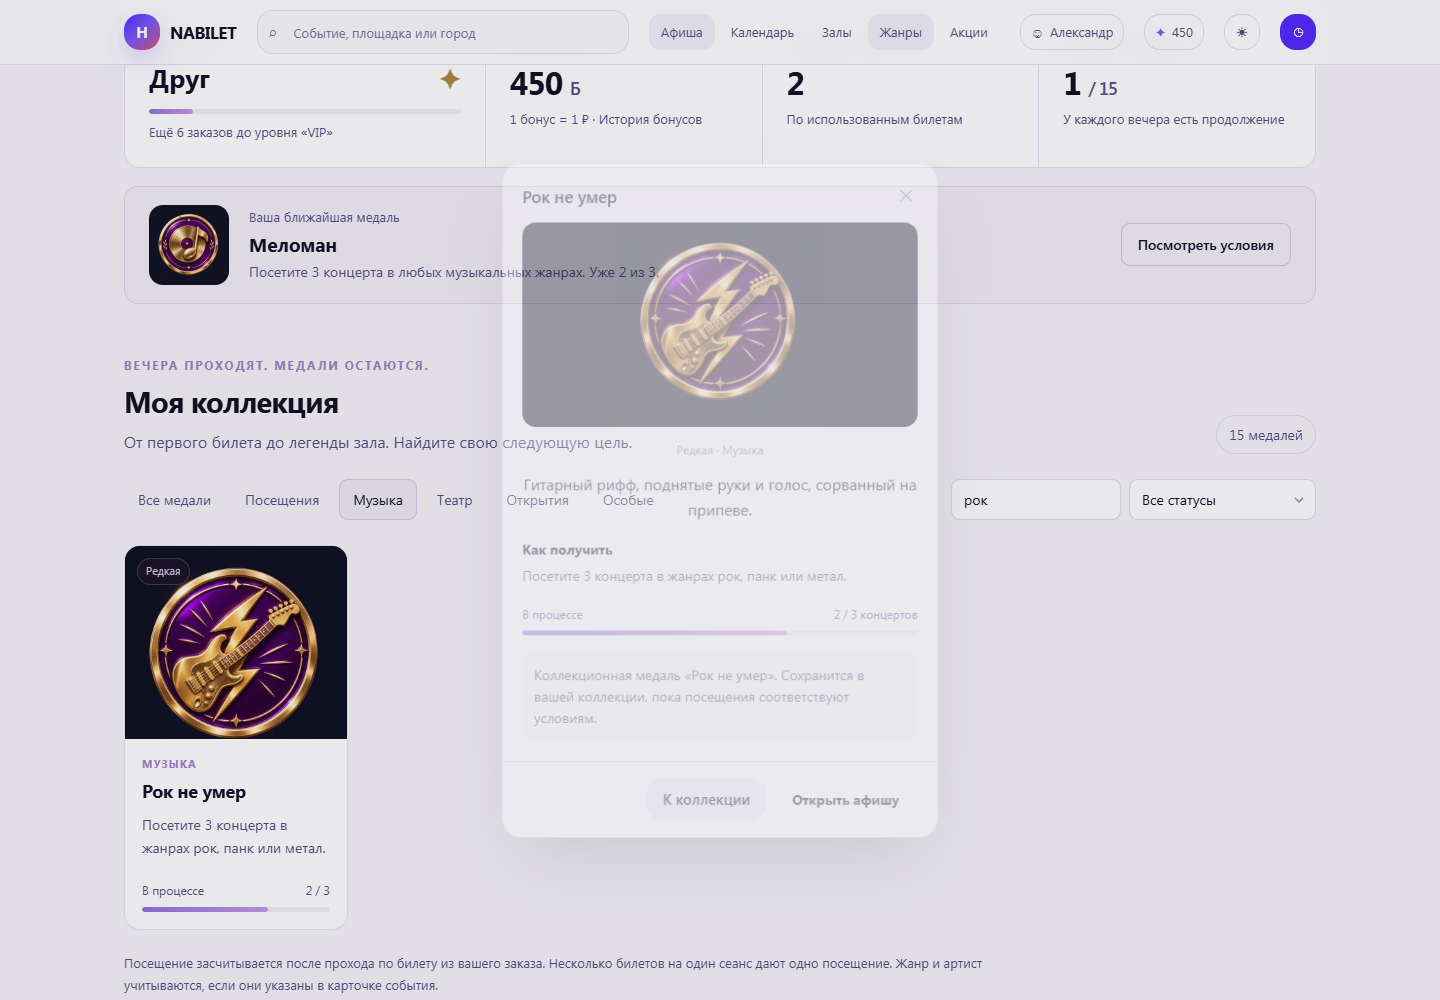 Н NABILET
Событие, площадка или город
Афиша
Календарь
Залы
Жанры
Акции
Александр
450
Друг
Ещё 6 заказов до уровня «VIP»
450 Б
1 бонус = 1 ₽ · История бонусов
2
По использованным билетам
1 / 15
У каждого вечера есть продолжение
Ваша ближайшая медаль
Меломан
Посетите 3 концерта в любых музыкальных жанрах. Уже 2 из 3.
Посмотреть условия
ВЕЧЕРА ПРОХОДЯТ. МЕДАЛИ ОСТАЮТСЯ.
Моя коллекция
От первого билета до легенды зала. Найдите свою следующую цель.
15 медалей
Все медали
Посещения
Музыка
Театр
Открытия
Особые
рок
Все статусы
Редкая
МУЗЫКА
Рок не умер
Посетите 3 концерта в
жанрах рок, панк или метал.
В процессе 2 / 3
Рок не умер
Редкая · Музыка
Гитарный рифф, поднятые руки и голос, сорванный на
припеве.
Как получить
Посетите 3 концерта в жанрах рок, панк или метал.
В процессе 2 / 3 концертов
Коллекционная медаль «Рок не умер». Сохранится в
вашей коллекции, пока посещения соответствуют
условиям.
К коллекции
Открыть афишу
Посещение засчитывается после прохода по билету из вашего заказа. Несколько билетов на один сеанс дают одно посещение. Жанр и артист
учитываются, если они указаны в карточке события.